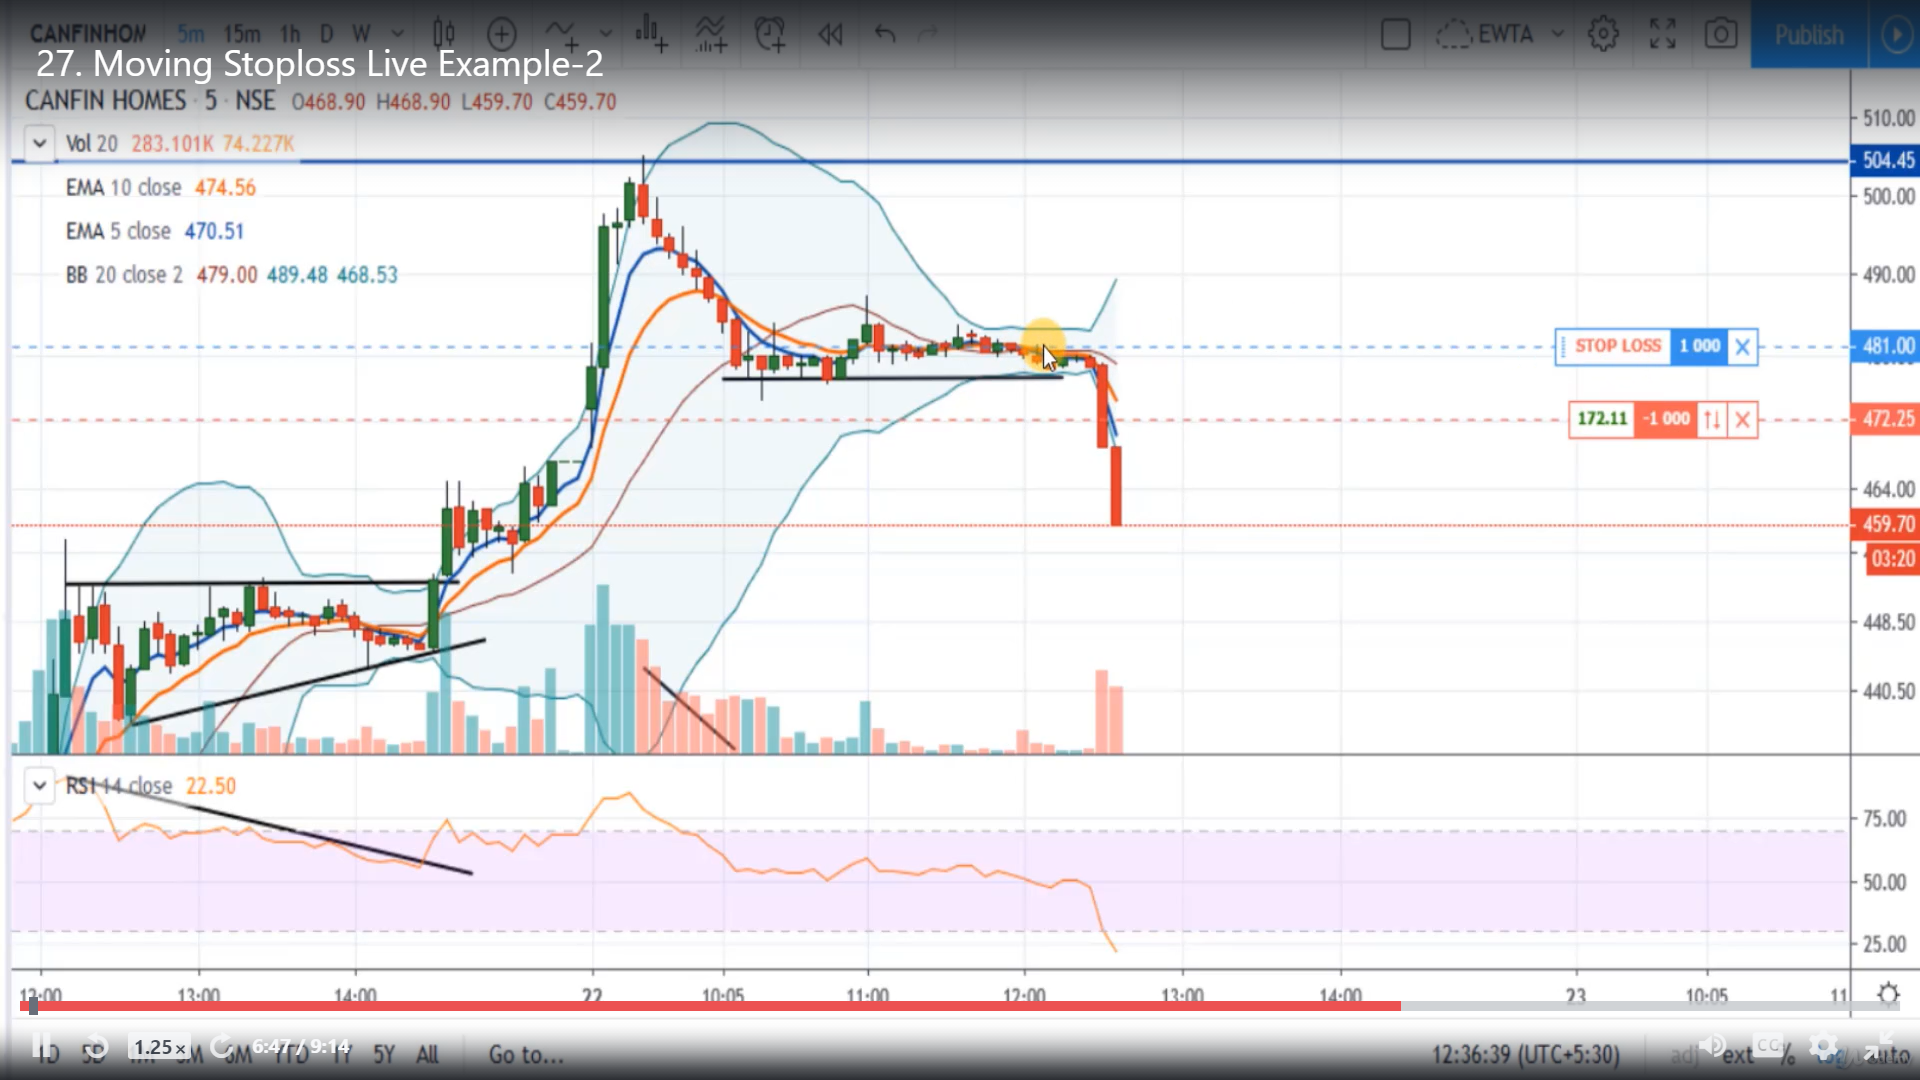 CANFINHOM 5m 15m 1h D W EWTA Publish
27. Moving Stoploss Live Example-2
CANFIN HOMES · 5 · NSE O468.90 H468.90 L459.70 C459.70
Vol 20 283.101K 74.227K
EMA 10 close 474.56
EMA 5 close 470.51
BB 20 close 2 479.00 489.48 468.53
510.00
504.45
500.00
490.00
STOP LOSS 1 000 481.00
172.11 -1 000 472.25
464.00
459.70
03:20
448.50
440.50
RSI 14 close 22.50
75.00
50.00
25.00
12:00 13:00 14:00 22 10:05 11:00 12:00 13:00 14:00 23 10:05 11
1.25x 6:47 / 9:14
1D 5D 1M 3M 6M YTD 1Y 5Y All Go to...
12:36:39 (UTC+5:30) adj ext % auto
CC